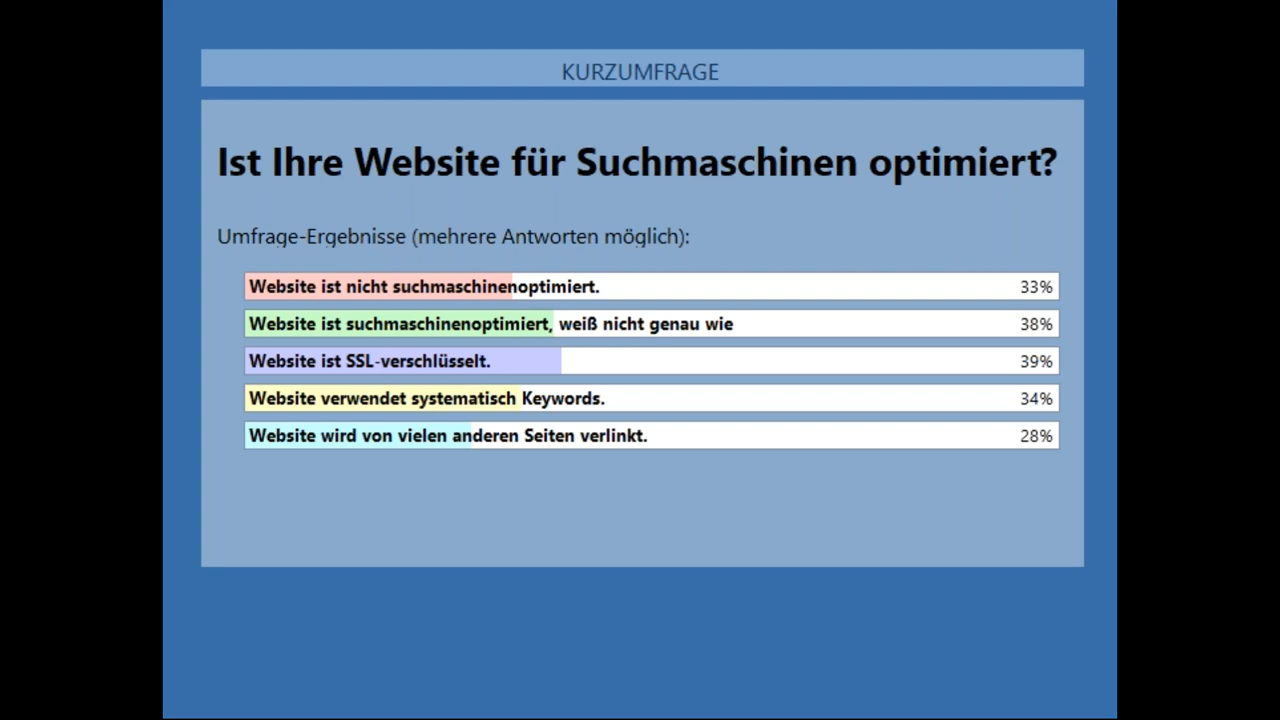 KURZUMFRAGE
Ist Ihre Website für Suchmaschinen optimiert?
Umfrage-Ergebnisse (mehrere Antworten möglich):
Website ist nicht suchmaschinenoptimiert. 33%
Website ist suchmaschinenoptimiert, weiß nicht genau wie 38%
Website ist SSL-verschlüsselt. 39%
Website verwendet systematisch Keywords. 34%
Website wird von vielen anderen Seiten verlinkt. 28%